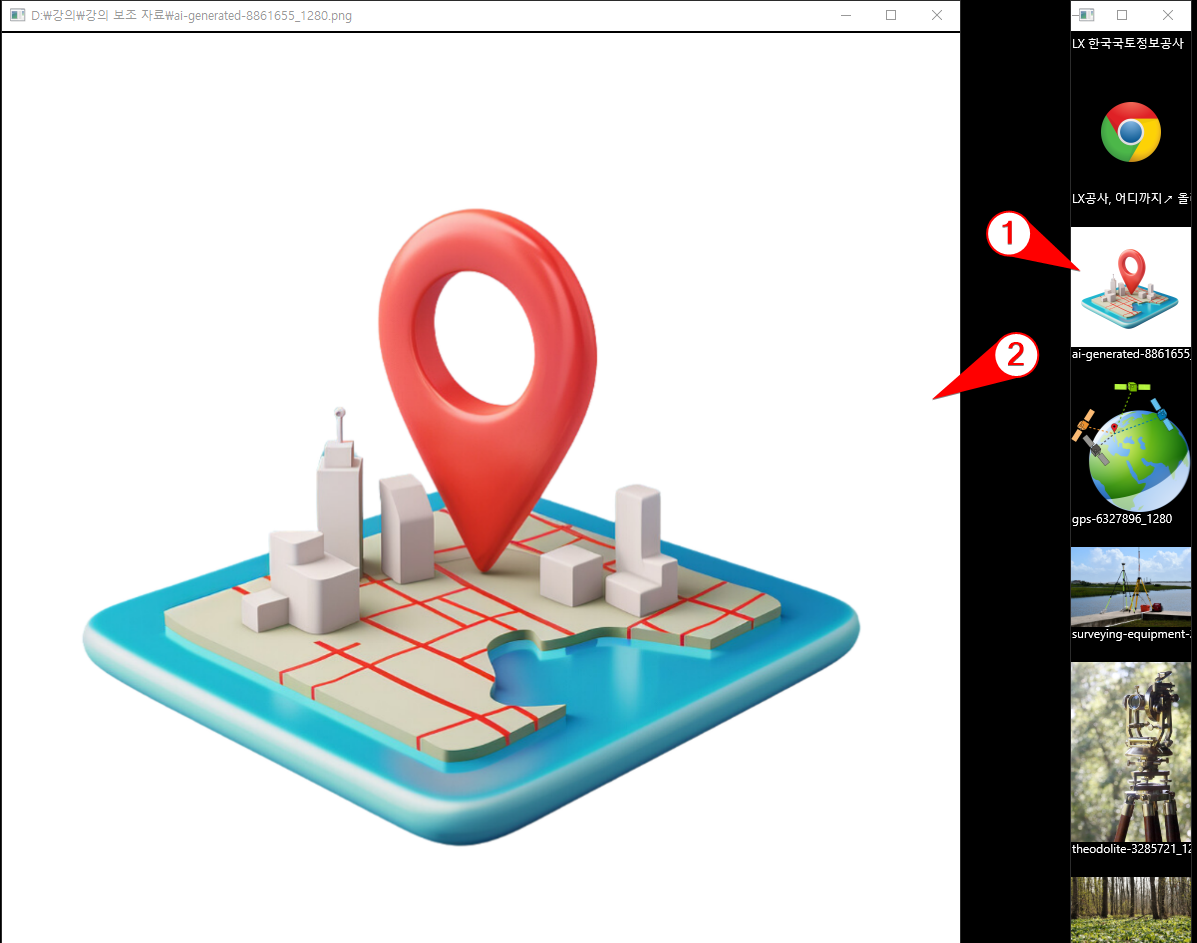 D:₩강의₩강의 보조 자료₩ai-generated-8861655_1280.png
LX 한국국토정보공사
LX공사, 어디까지↗ 올
1
ai-generated-8861655_
2
gps-6327896_1280
surveying-equipment-
theodolite-3285721_12